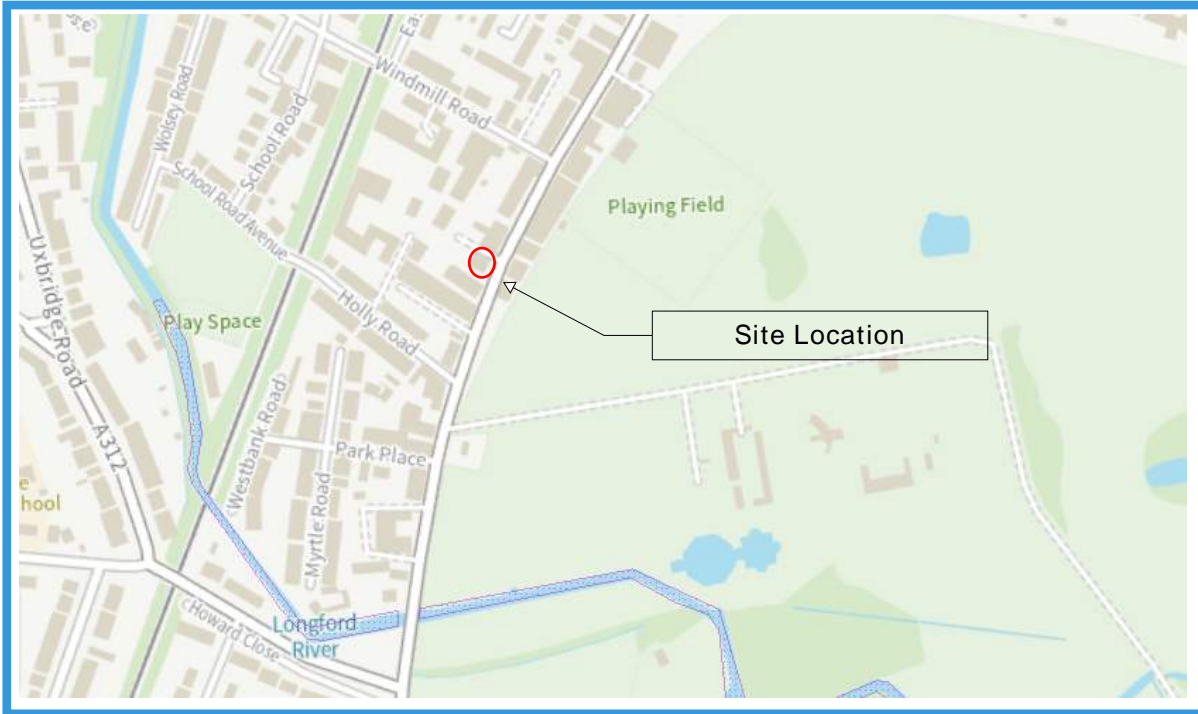 Wolsey Road
School Road
Windmill Road
School Road Avenue
Playing Field
Uxbridge Road
Play Space
Holly Road
Site Location
A312
Westbank Road
Park Place
Myrtle Road
hool
Howard Close
Longford
River